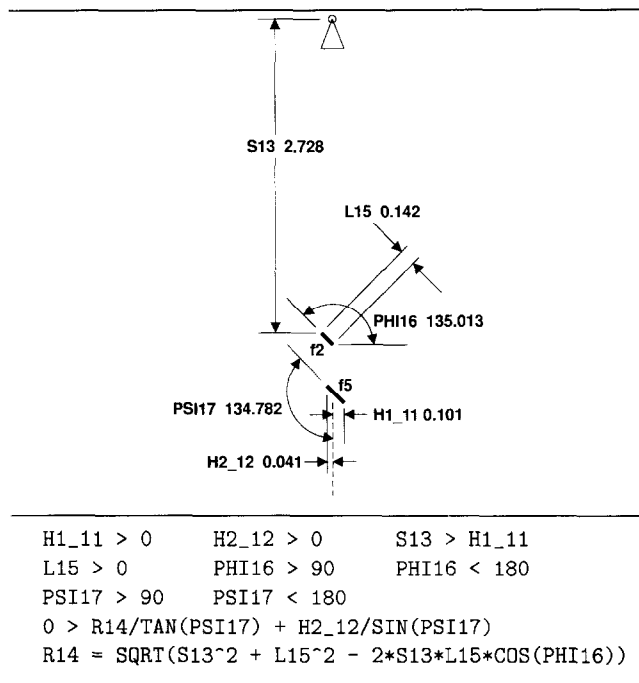 S13 2.728
L15 0.142
PHI16 135.013
f2
f5
PSI17 134.782
H1_11 0.101
H2_12 0.041
H1_11 > 0 H2_12 > 0 S13 > H1_11
L15 > 0 PHI16 > 90 PHI16 < 180
PSI17 > 90 PSI17 < 180
0 > R14/TAN(PSI17) + H2_12/SIN(PSI17)
R14 = SQRT(S13^2 + L15^2 - 2*S13*L15*COS(PHI16))